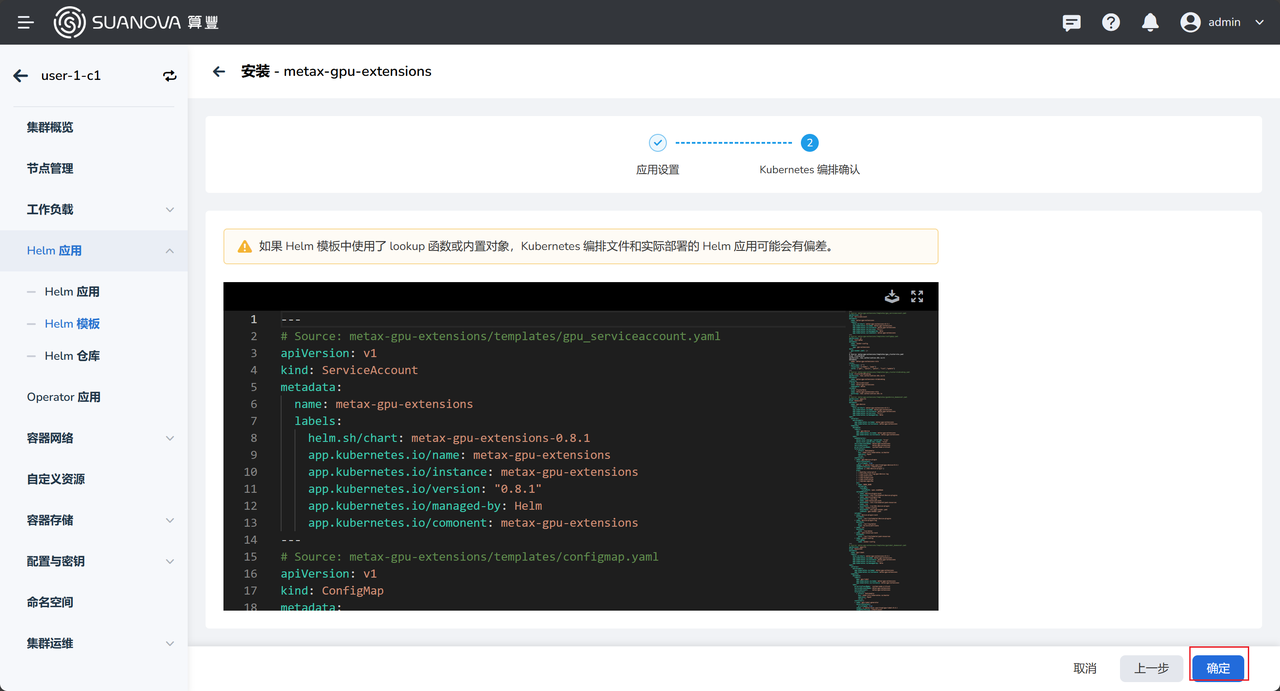 SUANOVA 算豐
admin
user-1-c1
安装 - metax-gpu-extensions
集群概览
节点管理
工作负载
Helm 应用
Helm 应用
Helm 模板
Helm 仓库
Operator 应用
容器网络
自定义资源
容器存储
配置与密钥
命名空间
集群运维
2
应用设置
Kubernetes 编排确认
如果 Helm 模板中使用了 lookup 函数或内置对象，Kubernetes 编排文件和实际部署的 Helm 应用可能会有偏差。
1 ---
2 # Source: metax-gpu-extensions/templates/gpu_serviceaccount.yaml
3 apiVersion: v1
4 kind: ServiceAccount
5 metadata:
6 name: metax-gpu-extensions
7 labels:
8 helm.sh/chart: metax-gpu-extensions-0.8.1
9 app.kubernetes.io/name: metax-gpu-extensions
10 app.kubernetes.io/instance: metax-gpu-extensions
11 app.kubernetes.io/version: "0.8.1"
12 app.kubernetes.io/managed-by: Helm
13 app.kubernetes.io/comonent: metax-gpu-extensions
14 ---
15 # Source: metax-gpu-extensions/templates/configmap.yaml
16 apiVersion: v1
17 kind: ConfigMap
18 metadata:
取消
上一步
确定